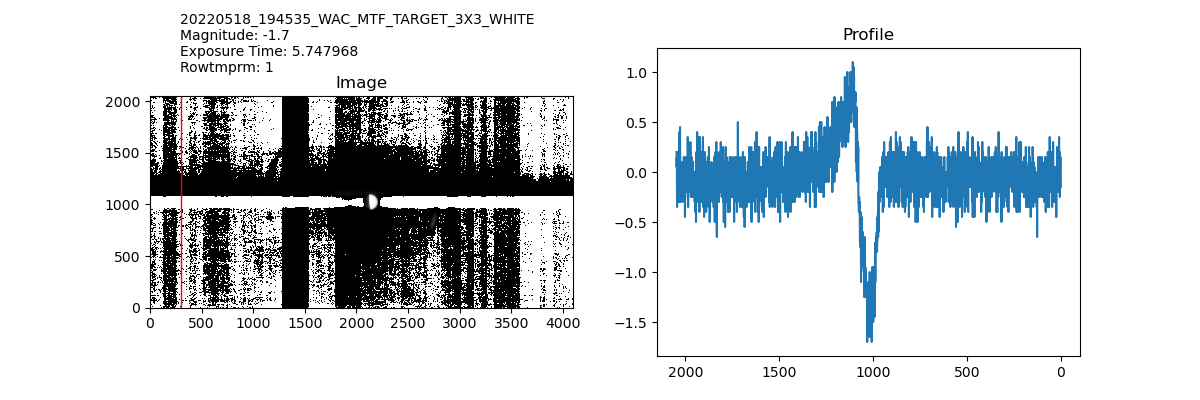 20220518_194535_WAC_MTF_TARGET_3X3_WHITE
Magnitude: -1.7
Exposure Time: 5.747968
Rowtmprm: 1
Image
2000
1500
1000
500
0
0 500 1000 1500 2000 2500 3000 3500 4000
Profile
1.0
0.5
0.0
−0.5
−1.0
−1.5
2000 1500 1000 500 0